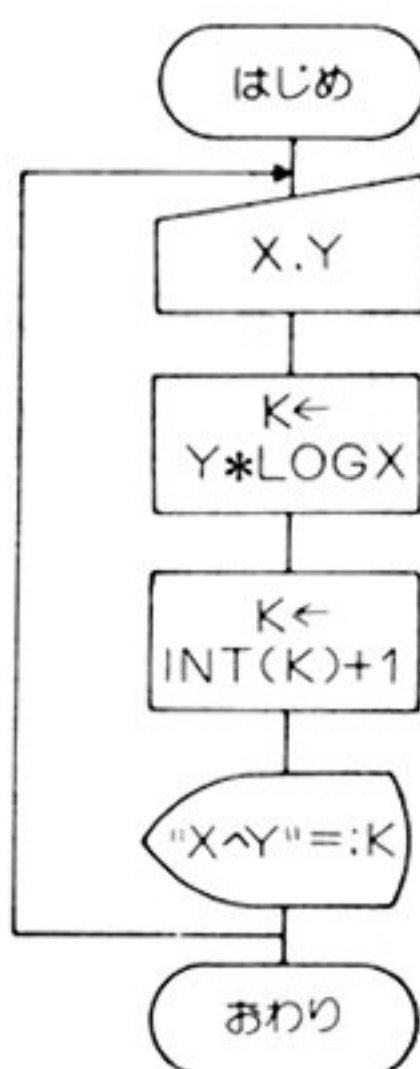 はじめ
X.Y
K←
Y*LOGX
K←
INT(K)+1
"X^Y"=:K
おわり